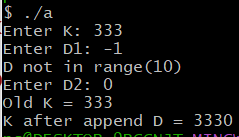 $ ./a
Enter K: 333
Enter D1: -1
D not in range(10)
Enter D2: 0
Old K = 333
K after append D = 3330